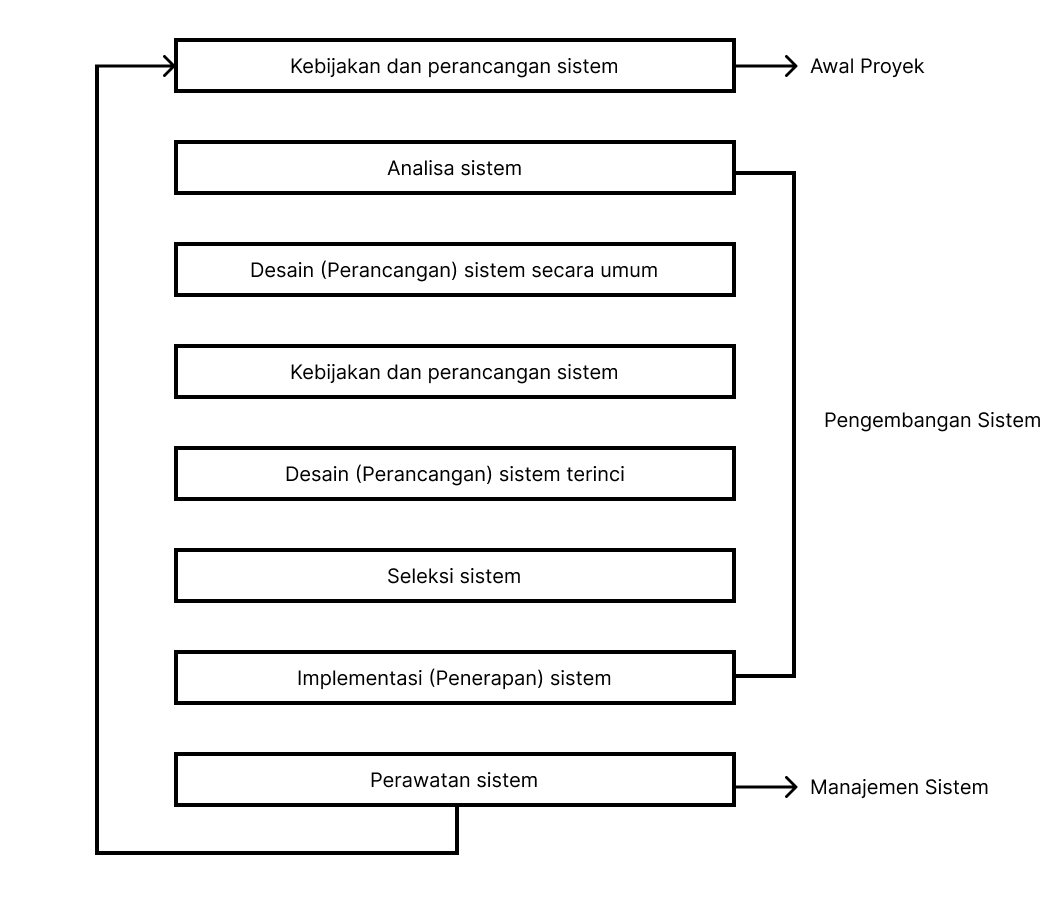 Kebijakan dan perancangan sistem
Awal Proyek
Analisa sistem
Desain (Perancangan) sistem secara umum
Kebijakan dan perancangan sistem
Pengembangan Sistem
Desain (Perancangan) sistem terinci
Seleksi sistem
Implementasi (Penerapan) sistem
Perawatan sistem
Manajemen Sistem